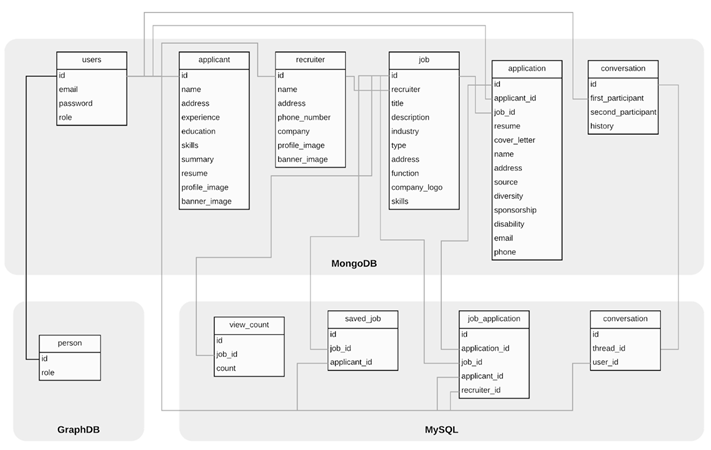 users
id
email
password
role
applicant
id
name
address
experience
education
skills
summary
resume
profile_image
banner_image
recruiter
id
name
address
phone_number
company
profile_image
banner_image
job
id
recruiter
title
description
industry
type
address
function
company_logo
skills
application
id
applicant_id
job_id
resume
cover_letter
name
address
source
diversity
sponsorship
disability
email
phone
conversation
id
first_participant
second_participant
history
MongoDB
person
id
role
GraphDB
view_count
id
job_id
count
saved_job
id
job_id
applicant_id
job_application
id
application_id
job_id
applicant_id
recruiter_id
conversation
id
thread_id
user_id
MySQL